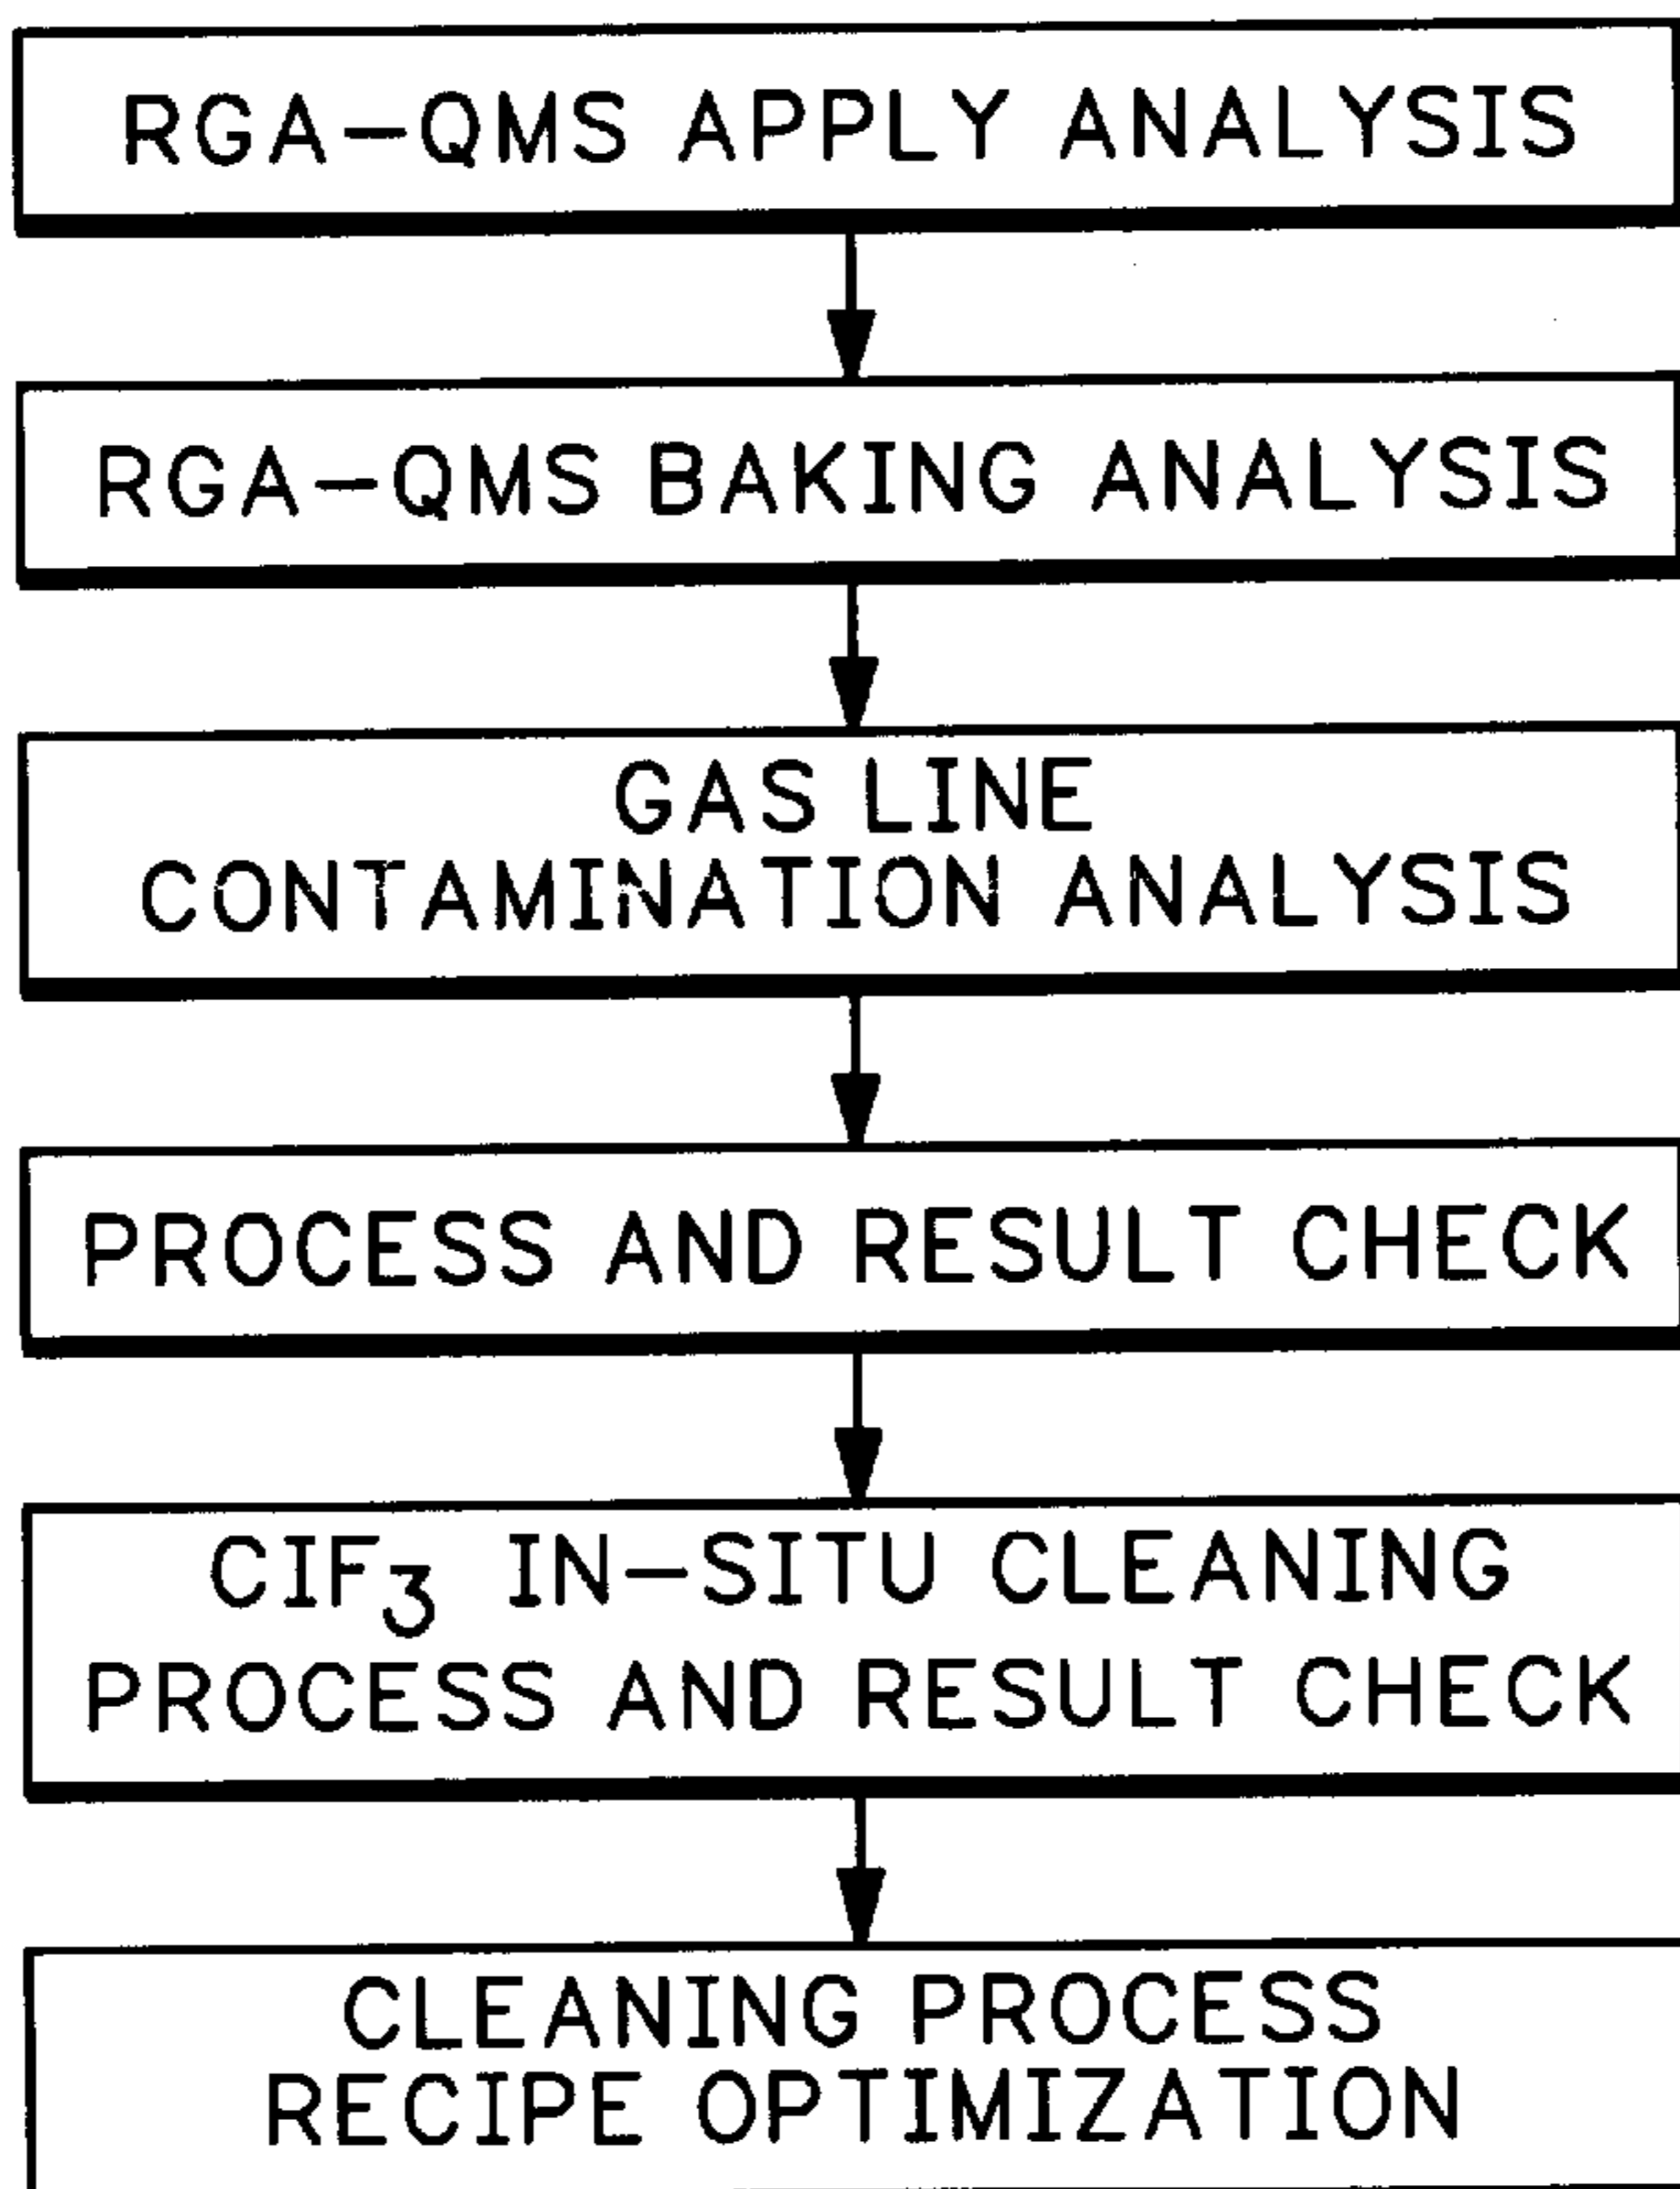 RGA-QMS APPLY ANALYSIS
RGA-QMS BAKING ANALYSIS
GAS LINE
CONTAMINATION ANALYSIS
PROCESS AND RESULT CHECK
CIF₃ IN-SITU CLEANING
PROCESS AND RESULT CHECK
CLEANING PROCESS
RECIPE OPTIMIZATION